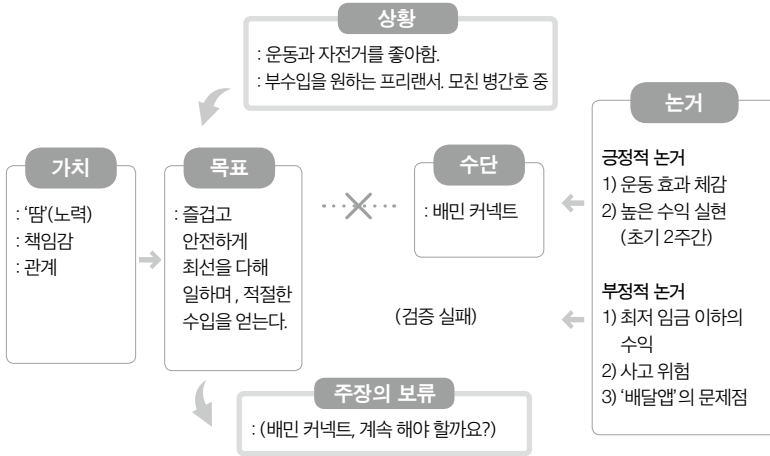 상황
: 운동과 자전거를 좋아함.
: 부수입을 원하는 프리랜서. 모친 병간호 중
가치
: ‘땀’(노력)
: 책임감
: 관계
목표
: 즐겁고
안전하게
최선을 다해
일하며 , 적절한
수입을 얻는다.
수단
: 배민 커넥트
(검증 실패)
논거
긍정적 논거
1) 운동 효과 체감
2) 높은 수익 실현
(초기 2주간)
부정적 논거
1) 최저 임금 이하의
수익
2) 사고 위험
3) ‘배달앱’의 문제점
주장의 보류
: (배민 커넥트, 계속 해야 할까요?)